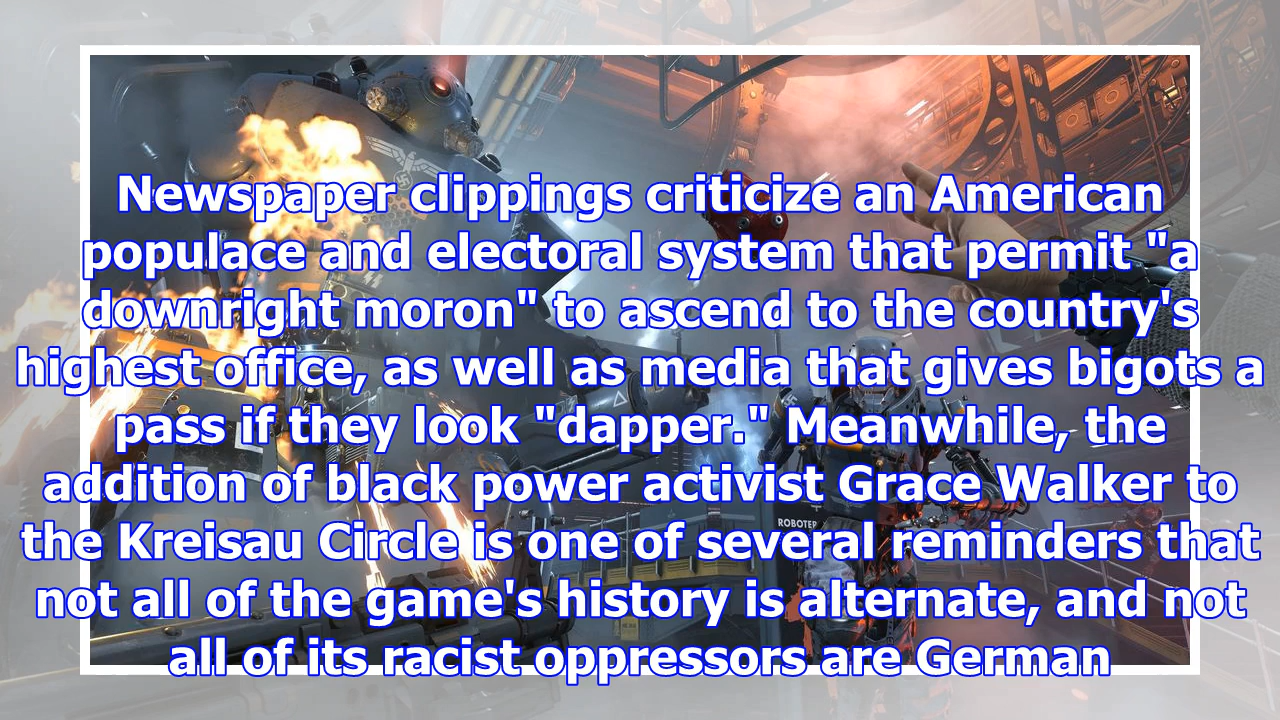 Newspaper clippings criticize an American
populace and electoral system that permit "a
downright moron" to ascend to the country's
highest office, as well as media that gives bigots a
pass if they look "dapper." Meanwhile, the
addition of black power activist Grace Walker to
the Kreisau Circle is one of several reminders that
not all of the game's history is alternate, and not
all of its racist oppressors are German